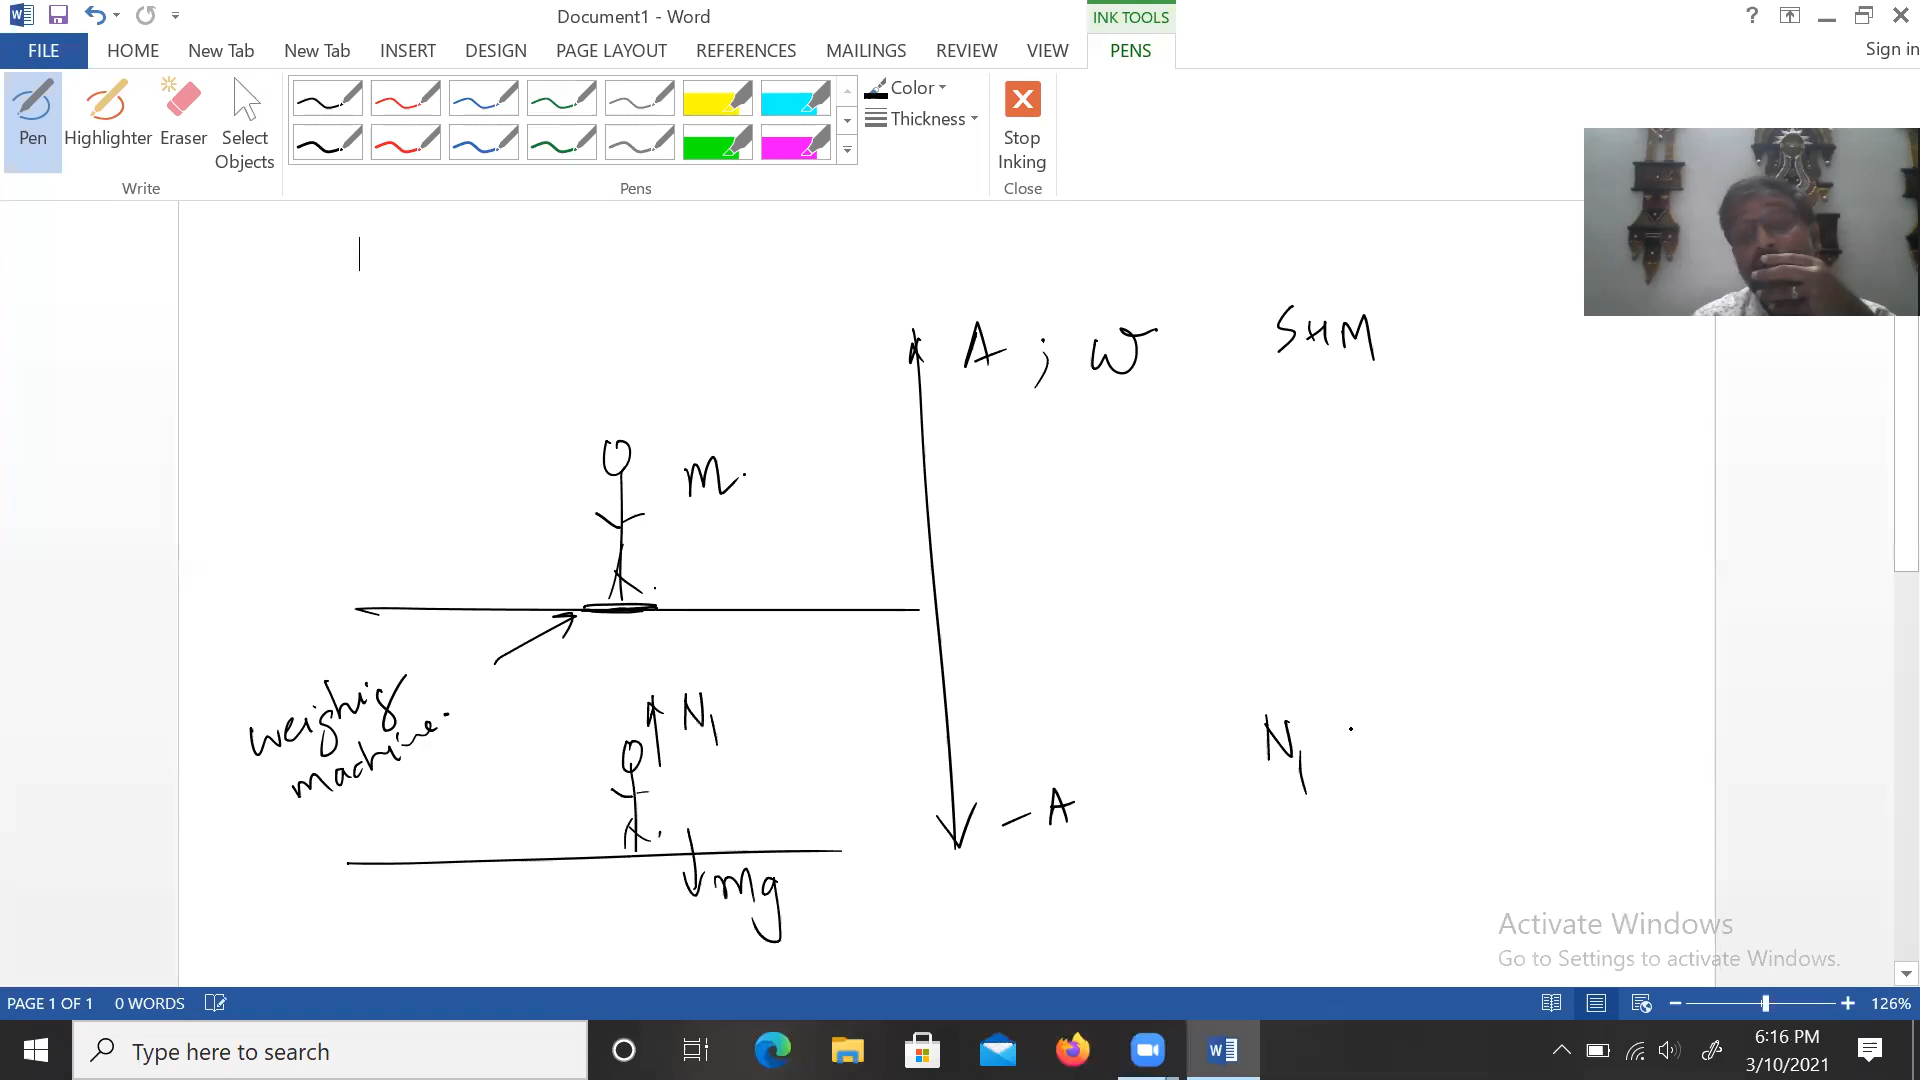 Document1 - Word
INK TOOLS
?
FILE
HOME
New Tab
New Tab
INSERT
DESIGN
PAGE LAYOUT
REFERENCES
MAILINGS
REVIEW
VIEW
PENS
Sign in
Pen
Highlighter
Eraser
Select
Objects
Color
Thickness
Stop
Inking
Write
Pens
Close
A ; ω
SHM
m.
weighig
machine.
N1
mg
- A
N1
Activate Windows
Go to Settings to activate Windows.
PAGE 1 OF 1
0 WORDS
126%
Type here to search
6:16 PM
3/10/2021